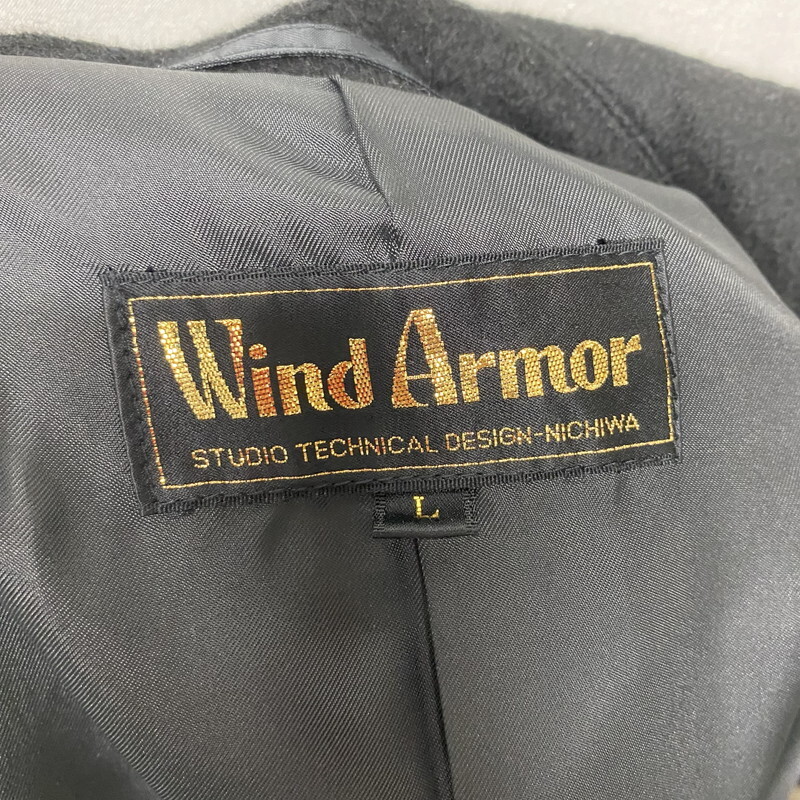 Wind Armor
STUDIO TECHNICAL DESIGN-NICHIWA
L